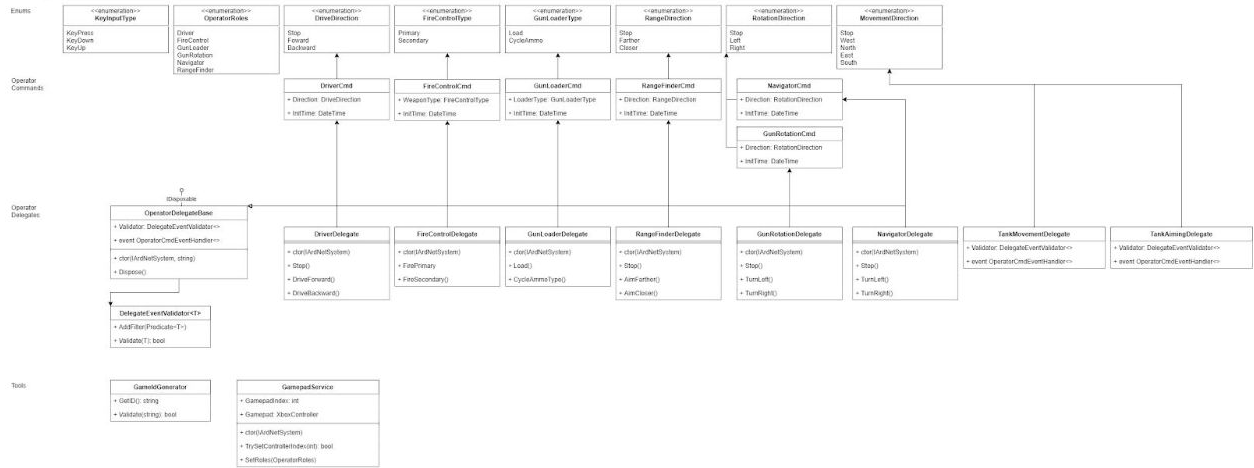 Enums
<<enumeration>>
KeyInputType
KeyPress
KeyDown
KeyUp
<<enumeration>>
OperatorRoles
Driver
FireControl
GunLoader
GunRotation
Navigator
RangeFinder
<<enumeration>>
DriveDirection
Stop
Foward
Backward
<<enumeration>>
FireControlType
Primary
Secondary
<<enumeration>>
GunLoaderType
Load
CycleAmmo
<<enumeration>>
RangeDirection
Stop
Farther
Closer
<<enumeration>>
RotationDirection
Stop
Left
Right
<<enumeration>>
MovementDirection
Stop
West
North
East
South
Operator
Commands
DriverCmd
+ Direction: DriveDirection
+ InitTime: DateTime
FireControlCmd
+ WeaponType: FireControlType
+ InitTime: DateTime
GunLoaderCmd
+ LoaderType: GunLoaderType
+ InitTime: DateTime
RangeFinderCmd
+ Direction: RangeDirection
+ InitTime: DateTime
NavigatorCmd
+ Direction: RotationDirection
+ InitTime: DateTime
GunRotationCmd
+ Direction: RotationDirection
+ InitTime: DateTime
Operator
Delegates
IDisposable
OperatorDelegateBase
+ Validator: DelegateEventValidator<>
+ event OperatorCmdEventHandler<>
+ ctor(IArdNetSystem, string)
+ Dispose()
DelegateEventValidator<T>
+ AddFilter(Predicate<T>)
+ Validate(T): bool
DriverDelegate
+ ctor(IArdNetSystem)
+ Stop()
+ DriveForward()
+ DriveBackward()
FireControlDelegate
+ ctor(IArdNetSystem)
+ FirePrimary
+ FireSecondary()
GunLoaderDelegate
+ ctor(IArdNetSystem)
+ Load()
+ CycleAmmoType()
RangeFinderDelegate
+ ctor(IArdNetSystem)
+ Stop()
+ AimFarther()
+ AimCloser()
GunRotationDelegate
+ ctor(IArdNetSystem)
+ Stop()
+ TurnLeft()
+ TurnRight()
NavigatorDelegate
+ ctor(IArdNetSystem)
+ Stop()
+ TurnLeft()
+ TurnRight()
TankMovementDelegate
+ Validator: DelegateEventValidator<>
+ event OperatorCmdEventHandler<>
TankAimingDelegate
+ Validator: DelegateEventValidator<>
+ event OperatorCmdEventHandler<>
Tools
GameIdGenerator
+ GetID(): string
+ Validate(string): bool
GamepadService
+ GamepadIndex: int
+ Gamepad: XboxController
+ ctor(IArdNetSystem)
+ TrySetControllerIndex(int): bool
+ SetRoles(OperatorRoles)